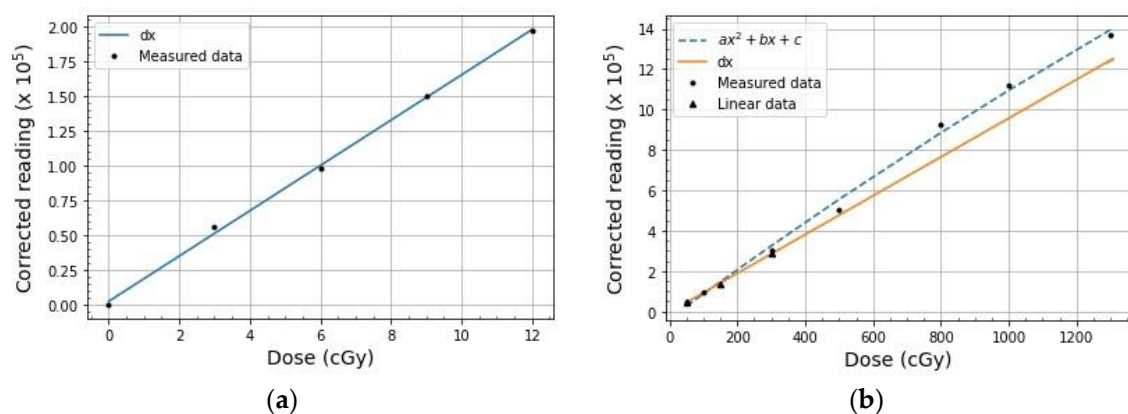 dx
Measured data
Corrected reading (x 10⁵)
2.00
1.75
1.50
1.25
1.00
0.75
0.50
0.25
0.00
0 2 4 6 8 10 12
Dose (cGy)
(a)
ax² + bx + c
dx
Measured data
Linear data
Corrected reading (x 10⁵)
14
12
10
8
6
4
2
0
0 200 400 600 800 1000 1200
Dose (cGy)
(b)